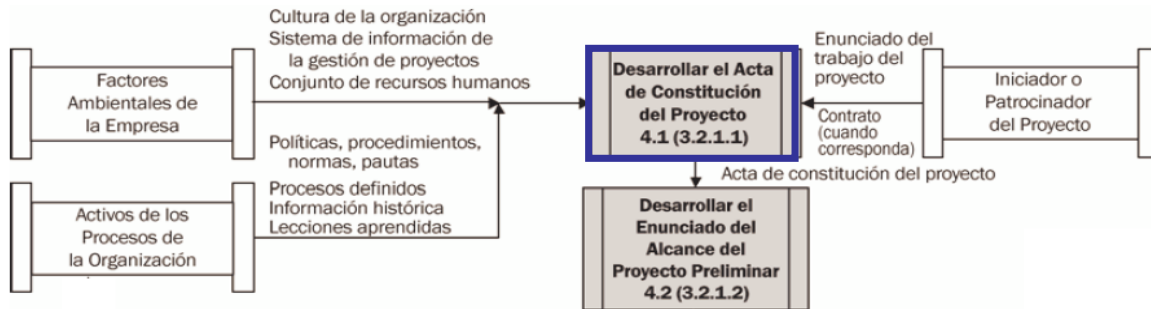 Cultura de la organización
Sistema de información de
la gestión de proyectos
Conjunto de recursos humanos
Factores
Ambientales de
la Empresa
Políticas, procedimientos,
normas, pautas
Procesos definidos
Información histórica
Lecciones aprendidas
Activos de los
Procesos de
la Organización
Desarrollar el Acta
de Constitución
del Proyecto
4.1 (3.2.1.1)
Enunciado del
trabajo del
proyecto
Contrato
(cuando
corresponda)
Iniciador o
Patrocinador
del Proyecto
Acta de constitución del proyecto
Desarrollar el
Enunciado del
Alcance del
Proyecto Preliminar
4.2 (3.2.1.2)